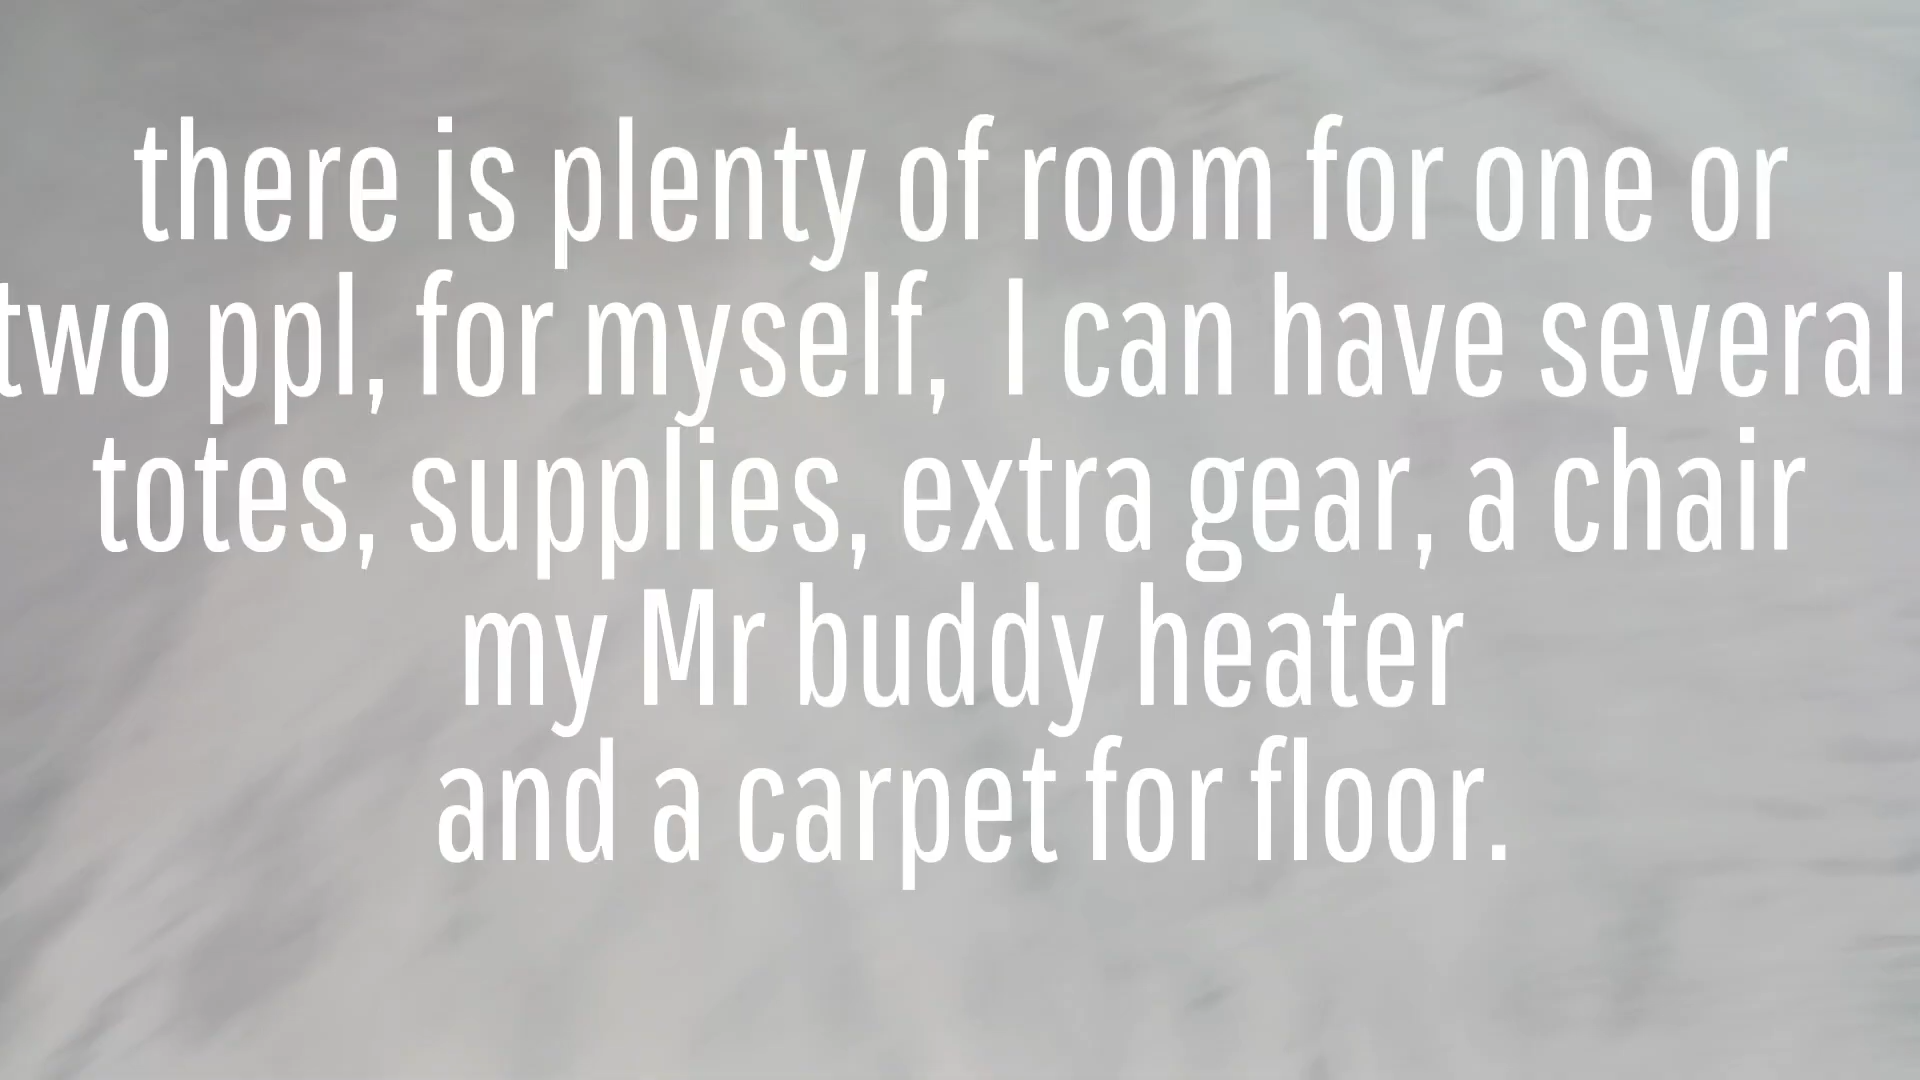 there is plenty of room for one or
two ppl, for myself,  I can have several
totes, supplies, extra gear, a chair
my Mr buddy heater
and a carpet for floor.